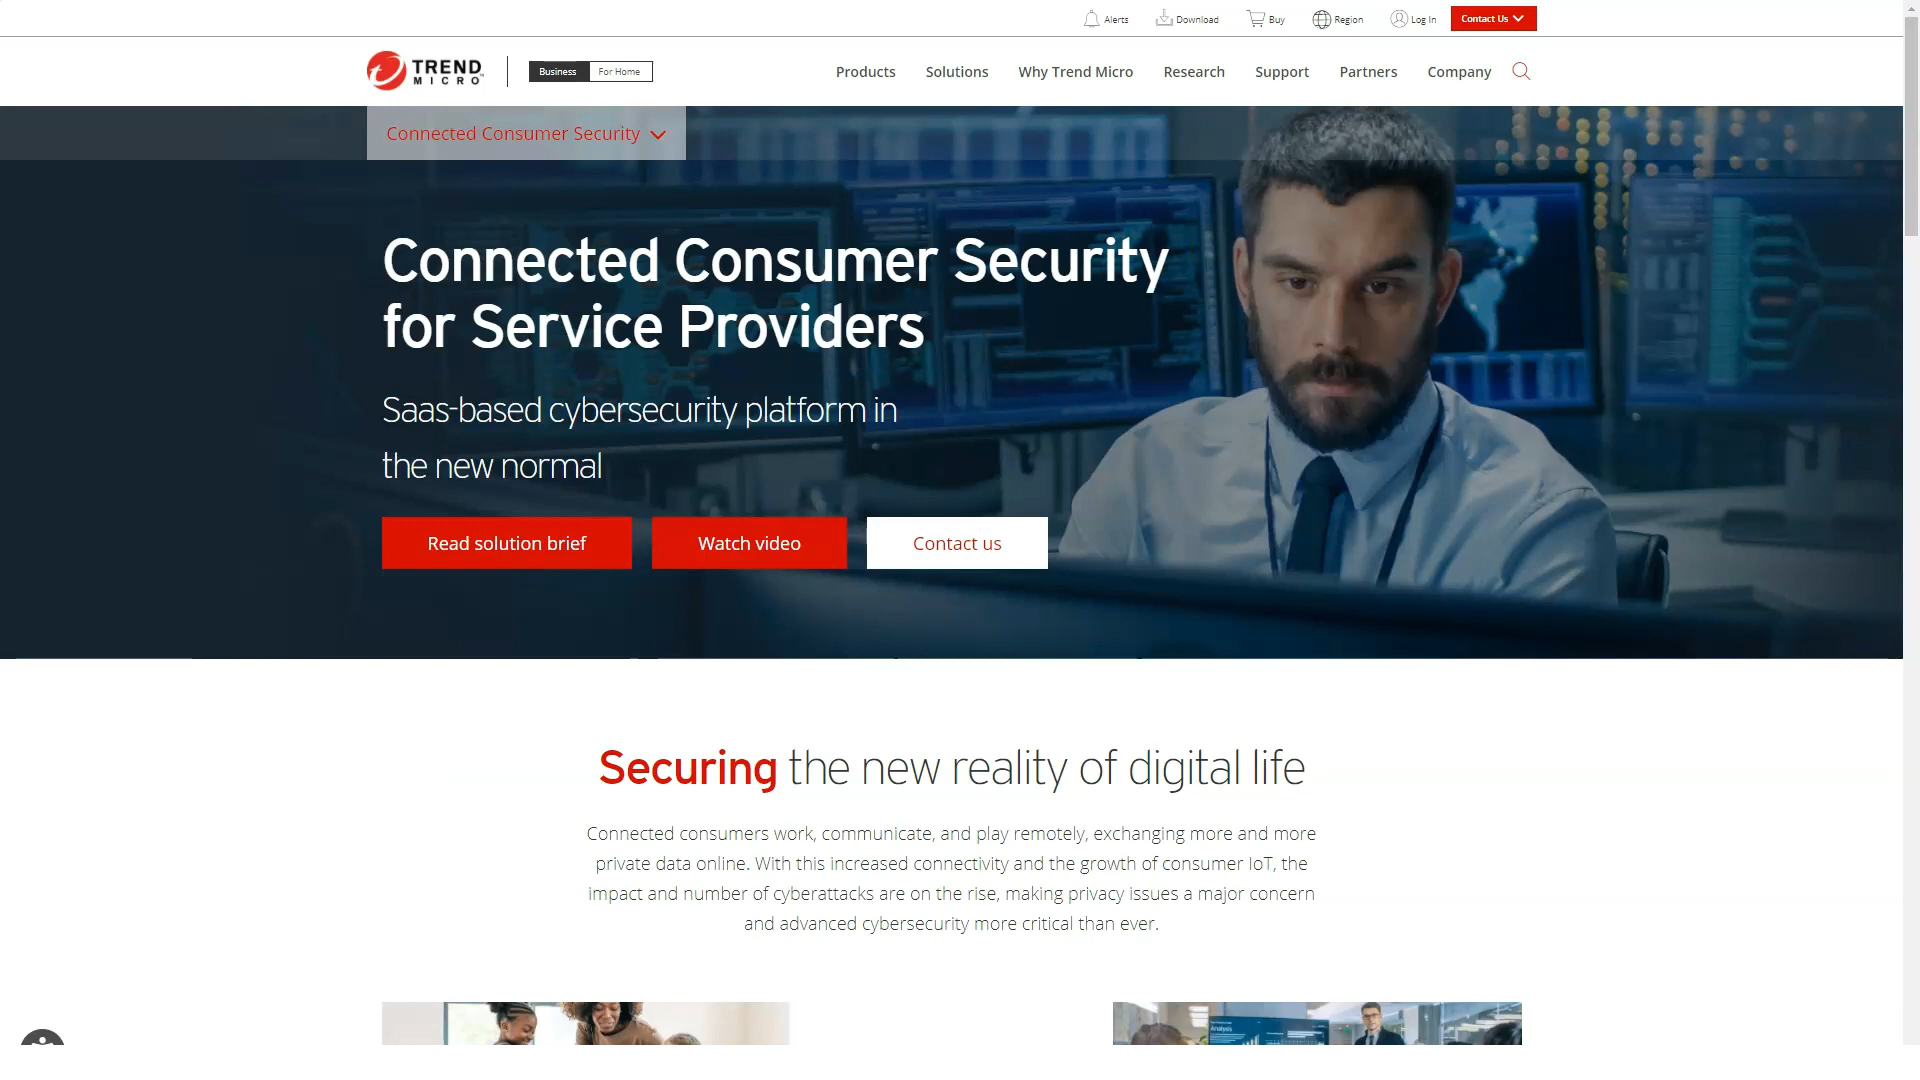 Alerts
Download
Buy
Region
Log In
Contact Us
TREND
MICRO
Business
For Home
Products
Solutions
Why Trend Micro
Research
Support
Partners
Company
Connected Consumer Security
Connected Consumer Security
for Service Providers
Saas-based cybersecurity platform in
the new normal
Read solution brief
Watch video
Contact us
Securing the new reality of digital life
Connected consumers work, communicate, and play remotely, exchanging more and more
private data online. With this increased connectivity and the growth of consumer IoT, the
impact and number of cyberattacks are on the rise, making privacy issues a major concern
and advanced cybersecurity more critical than ever.
Analysis